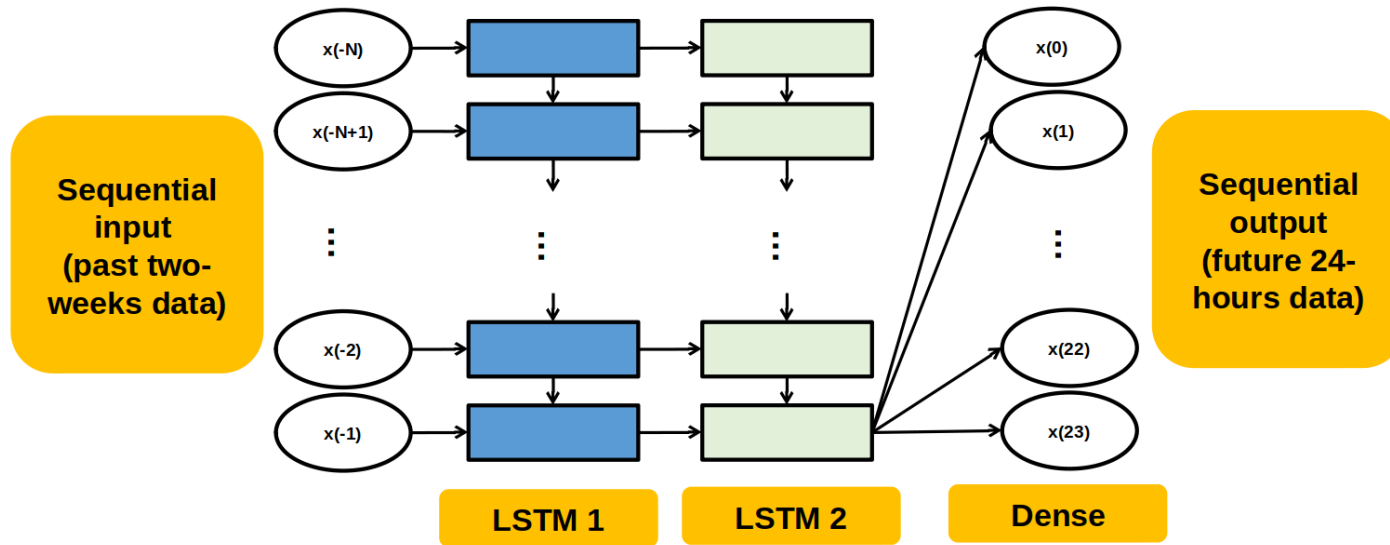 x(-N)
x(-N+1)
...
x(-2)
x(-1)
Sequential
input
(past two-
weeks data)
...
...
LSTM 1
LSTM 2
x(0)
x(1)
...
x(22)
x(23)
Dense
Sequential
output
(future 24-
hours data)